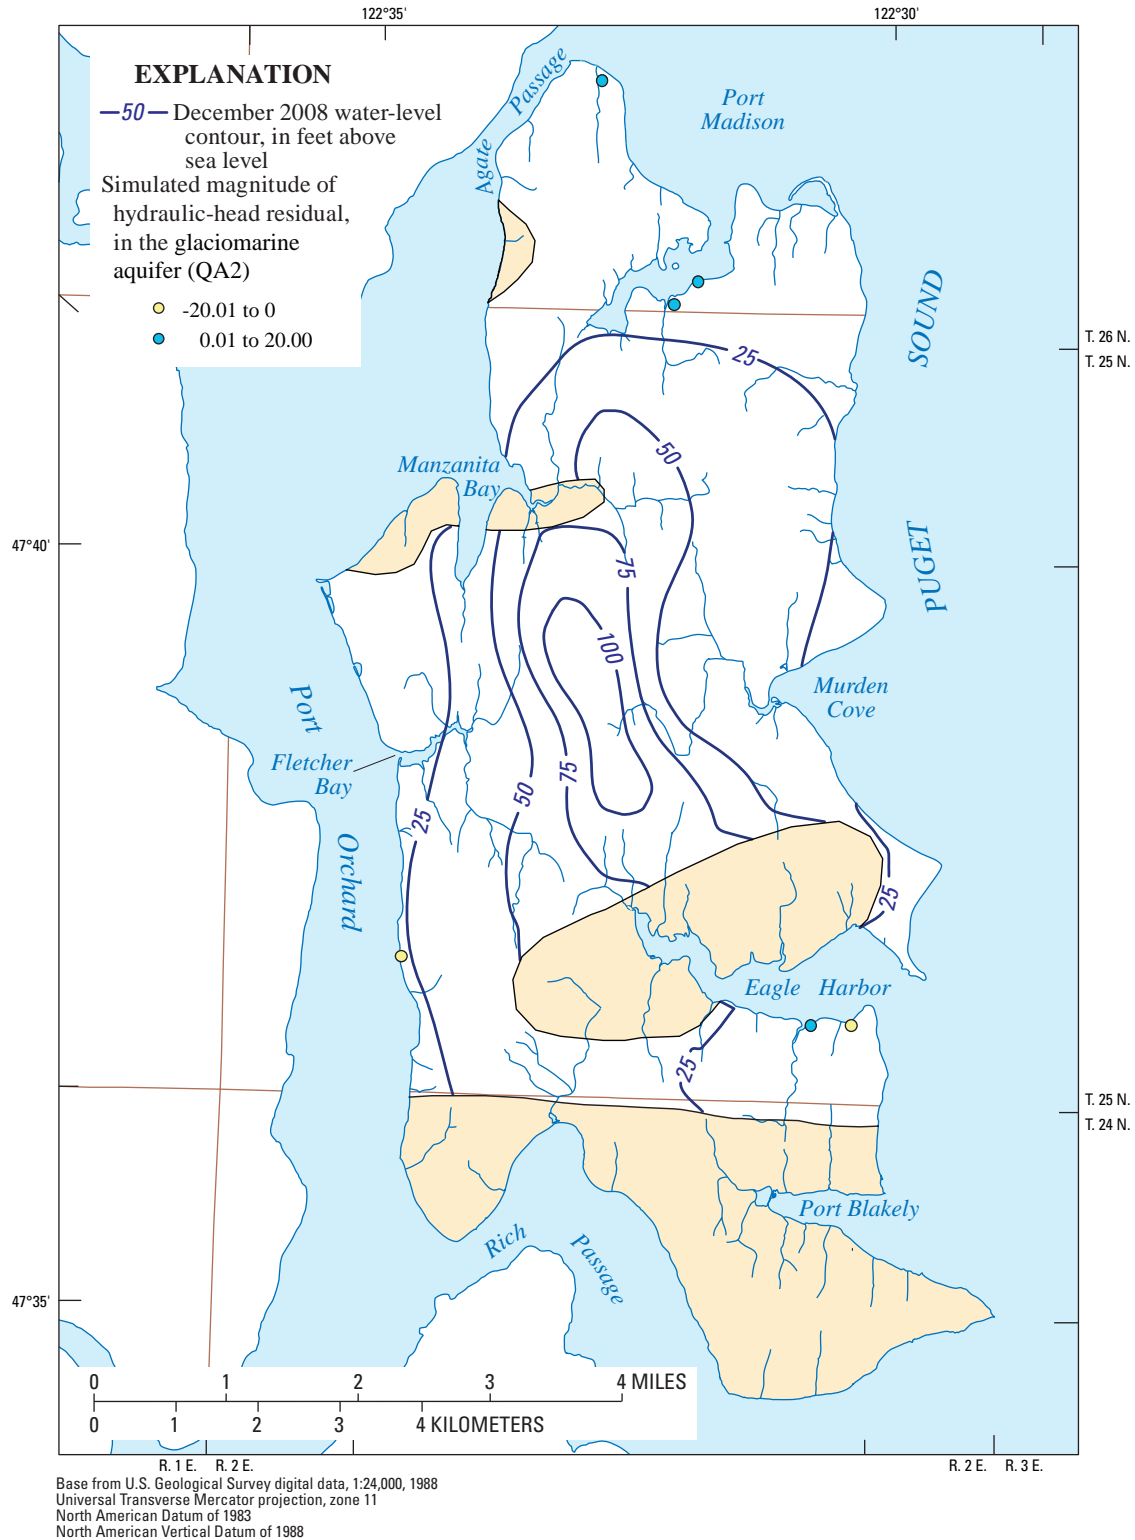 122°35'
122°30'
EXPLANATION
50
December 2008 water-level
contour, in feet above
sea level
Simulated magnitude of
hydraulic-head residual,
in the glaciomarine
aquifer (QA2)
-20.01 to 0
0.01 to 20.00
Agate Passage
Port
Madison
PUGET SOUND
T. 26 N.
T. 25 N.
25
50
Manzanita
Bay
47°40'
75
100
Murden
Cove
Port Orchard
Fletcher
Bay
75
50
25
25
Eagle Harbor
25
T. 25 N.
T. 24 N.
Port Blakely
Rich Passage
47°35'
0 1 2 3 4 MILES
0 1 2 3 4 KILOMETERS
R. 1 E. R. 2 E.
R. 2 E. R. 3 E.
Base from U.S. Geological Survey digital data, 1:24,000, 1988
Universal Transverse Mercator projection, zone 11
North American Datum of 1983
North American Vertical Datum of 1988